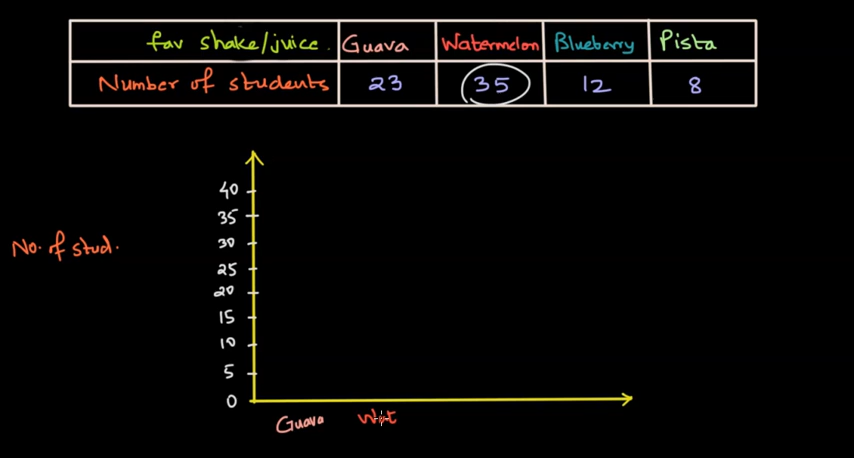 fav shake/juice. Guava Watermelon Blueberry Pista
Number of students 23 35 12 8
40
35
No. of stud. 30
25
20
15
10
5
0
Guava Wat